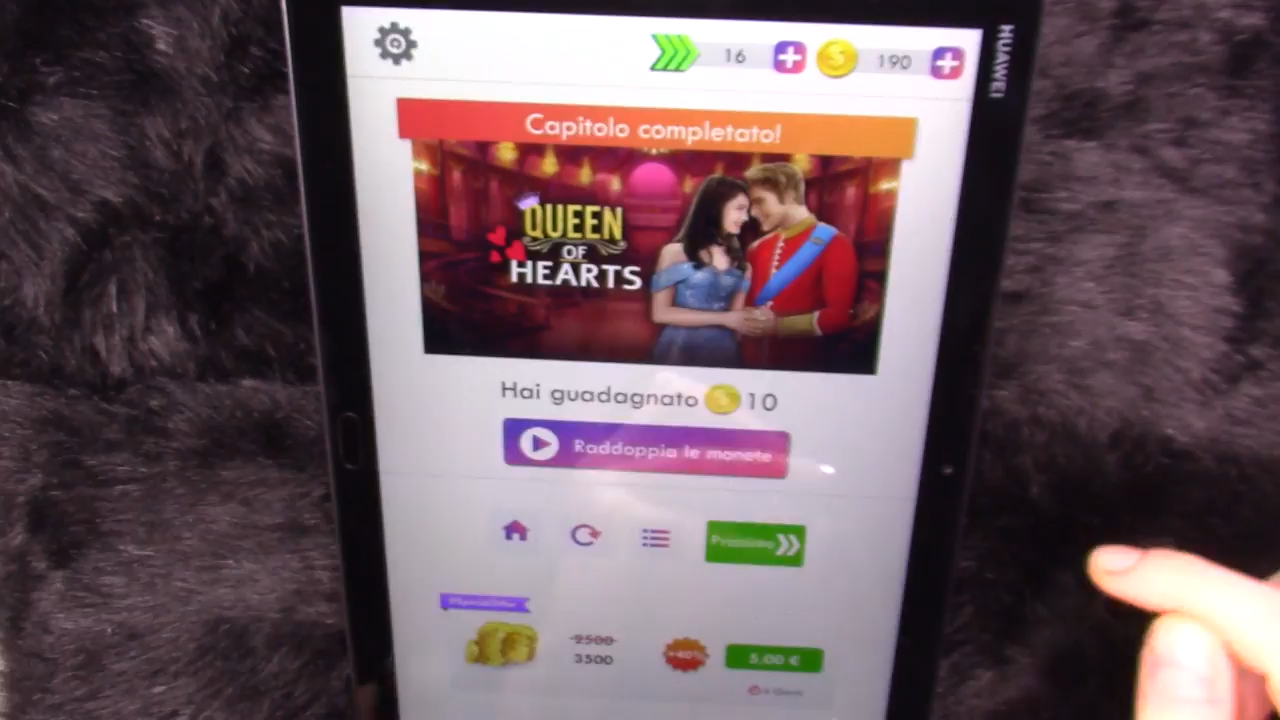 16
190
HUAWEI
Capitolo completato!
QUEEN
OF
HEARTS
Hai guadagnato 10
Raddoppia le monete
Prossimo
2500
3500
+40%
5,00 €